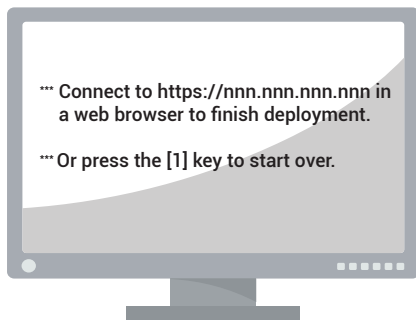 *** Connect to https://nnn.nnn.nnn.nnn in
a web browser to finish deployment.
*** Or press the [1] key to start over.